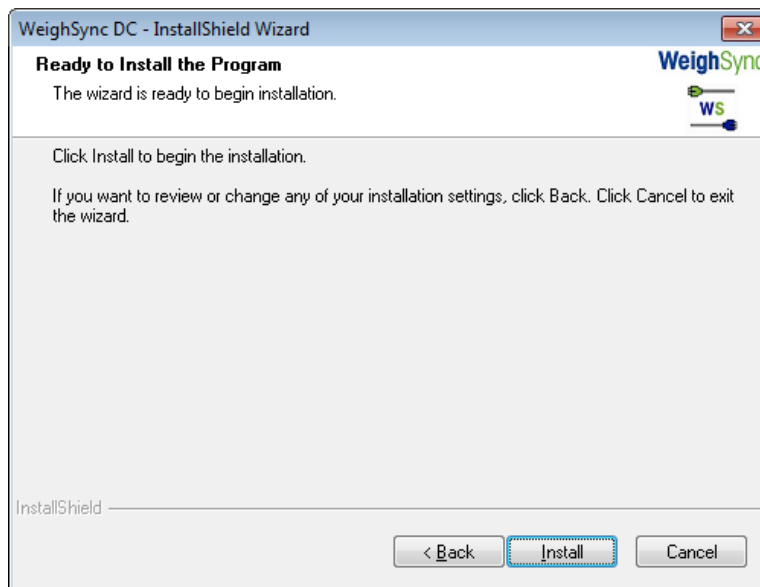 WeighSync DC - InstallShield Wizard
Ready to Install the Program
The wizard is ready to begin installation.
WeighSync
WS
Click Install to begin the installation.
If you want to review or change any of your installation settings, click Back. Click Cancel to exit
the wizard.
InstallShield
< Back
Install
Cancel